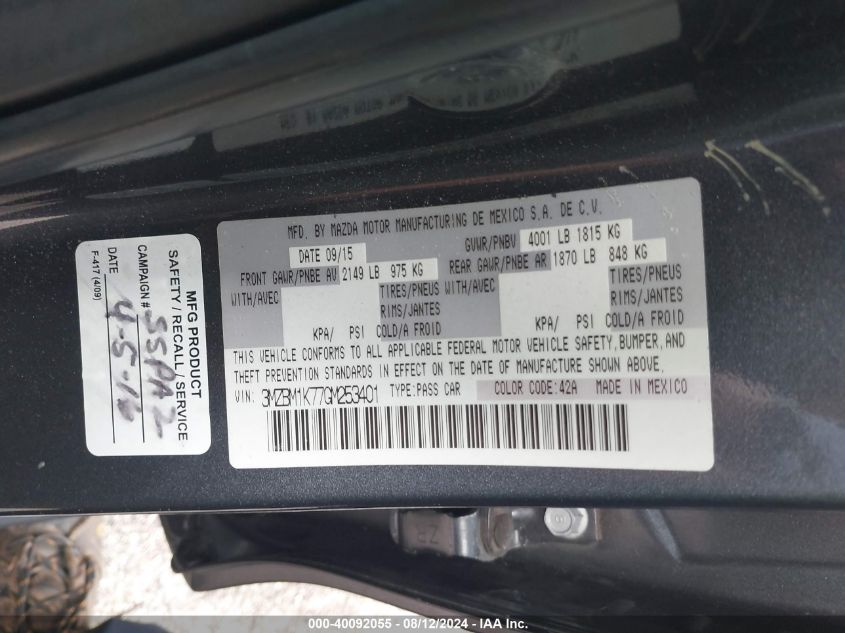 MFD. BY MAZDA MOTOR MANUFACTURING DE MEXICO S.A. DE C.V.
DATE 09/15
GVWR/PNBV 4001 LB 1815 KG
FRONT GAWR/PNBE AV 2149 LB 975 KG
REAR GAWR/PNBE AR 1870 LB 848 KG
WITH/AVEC
TIRES/PNEUS
WITH/AVEC
TIRES/PNEUS
RIMS/JANTES
RIMS/JANTES
KPA/ PSI COLD/A FROID
KPA/ PSI COLD/A FROID
THIS VEHICLE CONFORMS TO ALL APPLICABLE FEDERAL MOTOR VEHICLE SAFETY, BUMPER, AND
THEFT PREVENTION STANDARDS IN EFFECT ON THE DATE OF MANUFACTURE SHOWN ABOVE.
VIN: 3MZBM1K77GM253401 TYPE:PASS CAR COLOR CODE:42A MADE IN MEXICO
MFG PRODUCT
SAFETY / RECALL / SERVICE
CAMPAIGN # SSPA2
DATE 4-5-16
F-417 (4/09)
000-40092055 - 08/12/2024 - IAA Inc.